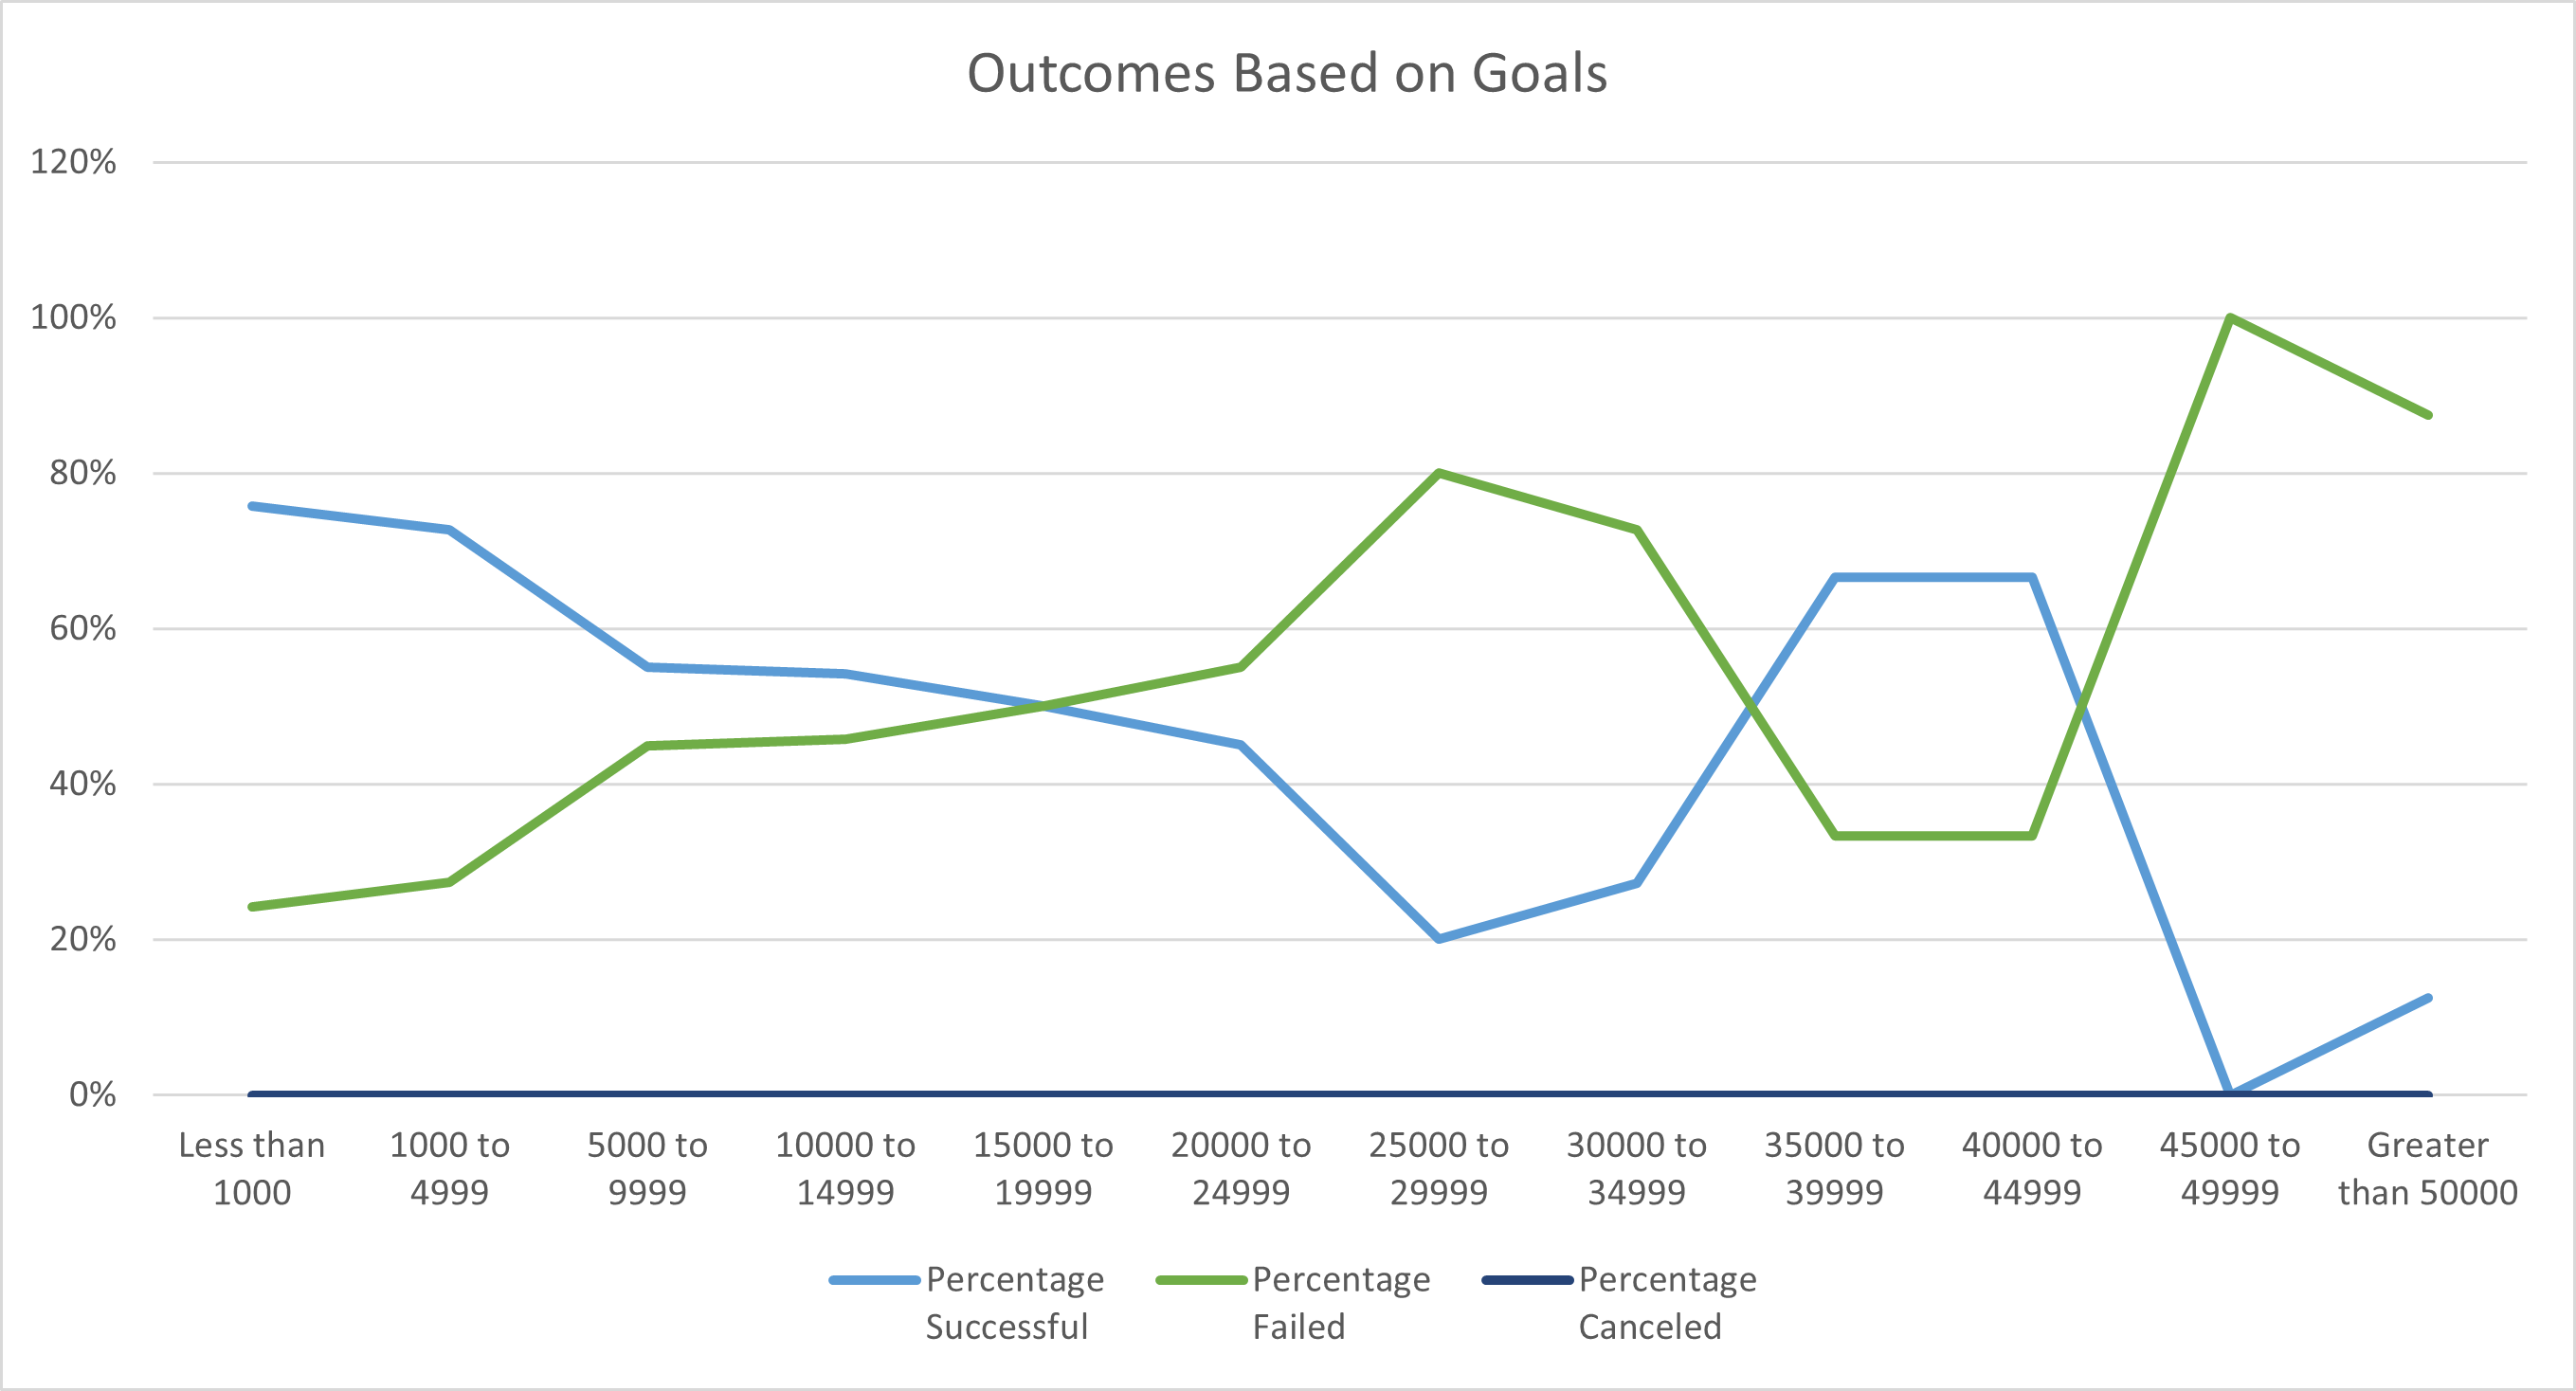 Outcomes Based on Goals
120%
100%
80%
60%
40%
20%
0%
Less than 1000 to 5000 to 10000 to 15000 to 20000 to 25000 to 30000 to 35000 to 40000 to 45000 to Greater
1000 4999 9999 14999 19999 24999 29999 34999 39999 44999 49999 than 50000
Percentage Percentage Percentage
Successful Failed Canceled